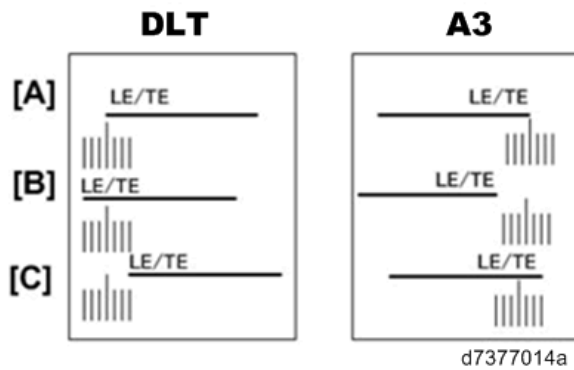 DLT A3
[A] LE/TE LE/TE
[B] LE/TE LE/TE
[C] LE/TE LE/TE
d7377014a